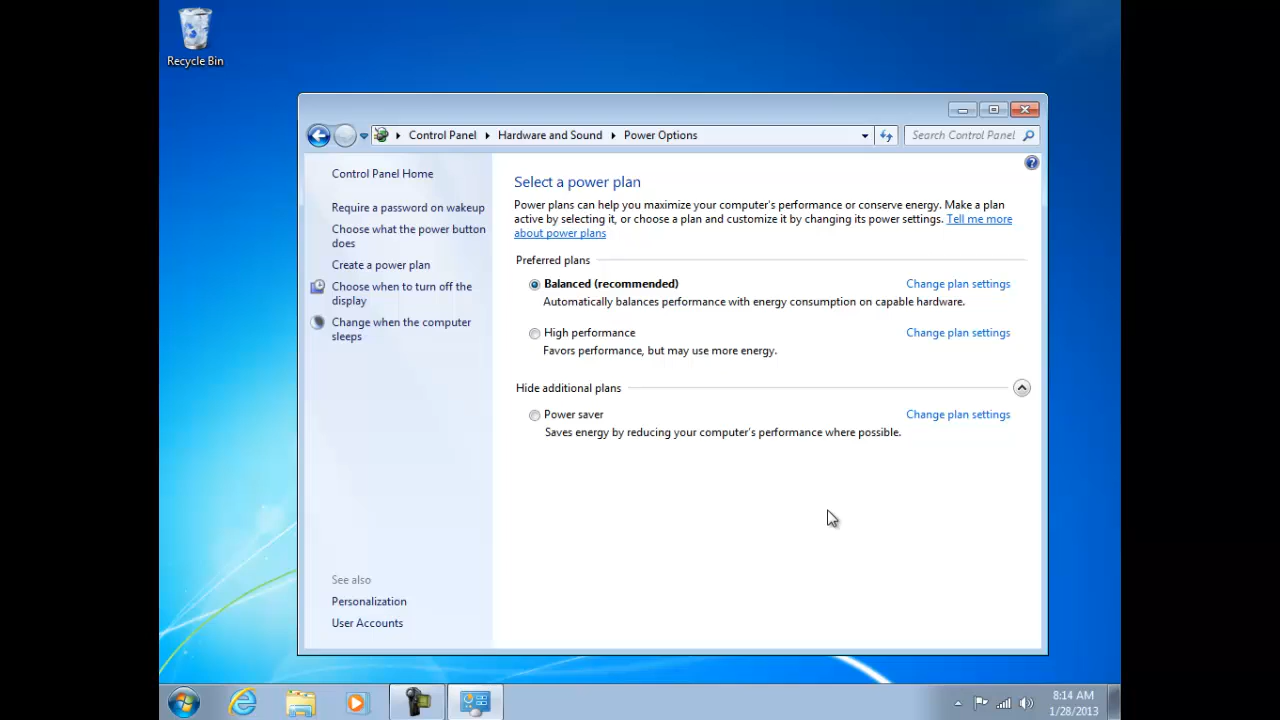 Recycle Bin
Control Panel
Hardware and Sound
Power Options
Search Control Panel
Control Panel Home
Require a password on wakeup
Choose what the power button
does
Create a power plan
Choose when to turn off the
display
Change when the computer
sleeps
See also
Personalization
User Accounts
Select a power plan
Power plans can help you maximize your computer's performance or conserve energy. Make a plan
active by selecting it, or choose a plan and customize it by changing its power settings. Tell me more
about power plans
Preferred plans
Balanced (recommended) Change plan settings
Automatically balances performance with energy consumption on capable hardware.
High performance Change plan settings
Favors performance, but may use more energy.
Hide additional plans
Power saver Change plan settings
Saves energy by reducing your computer's performance where possible.
8:14 AM
1/28/2013